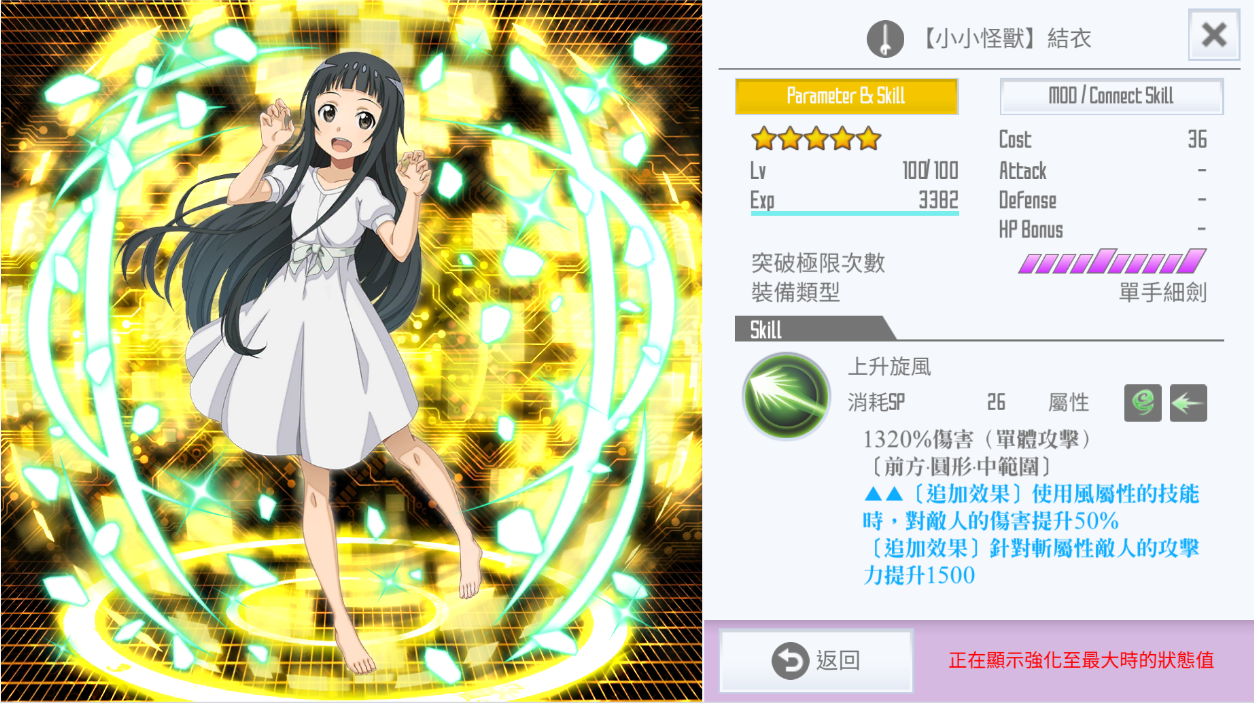 【小小怪獸】結衣
Parameter & Skill
MOD / Connect Skill
Lv 100/100
Exp 3382
Cost 36
Attack -
Defense -
HP Bonus -
突破極限次數
裝備類型 單手細劍
Skill
上升旋風
消耗SP 26 屬性
1320%傷害（單體攻擊）
〔前方·圓形·中範圍〕
▲▲〔追加效果〕使用風屬性的技能
時，對敵人的傷害提升50%
〔追加效果〕針對斬屬性敵人的攻擊
力提升1500
返回
正在顯示強化至最大時的狀態值